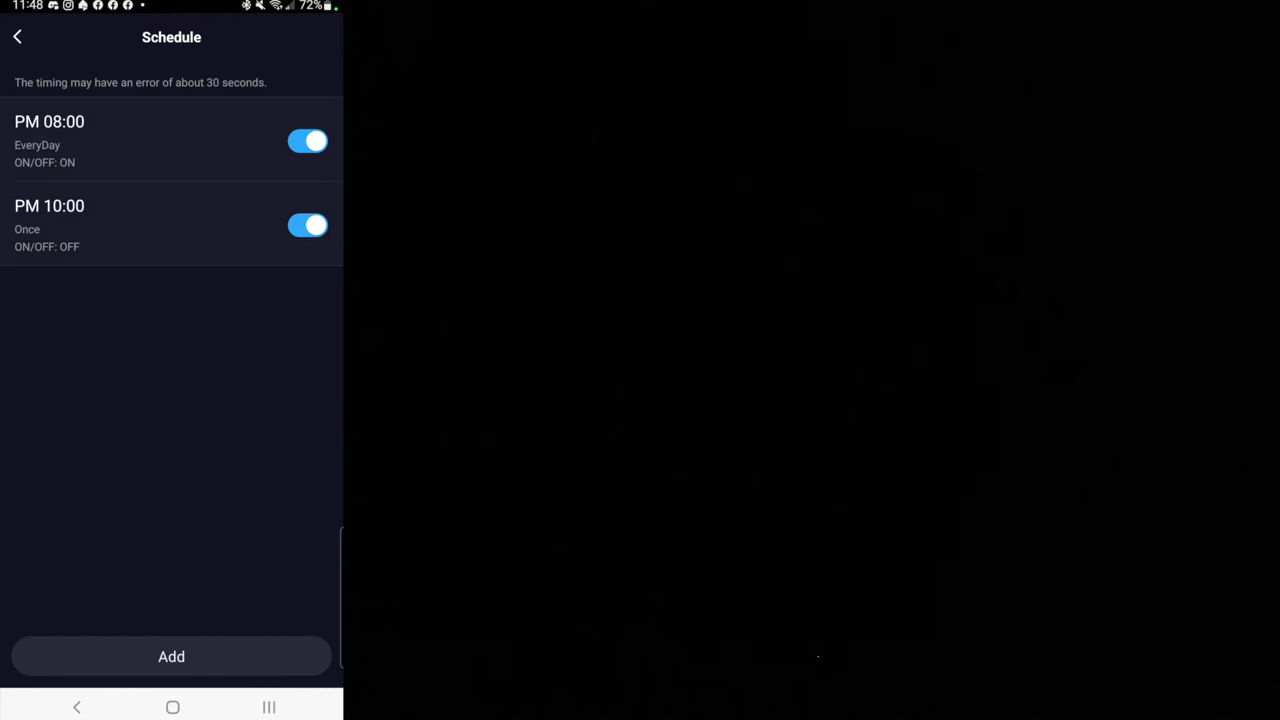 11:48 72%
Schedule
The timing may have an error of about 30 seconds.
PM 08:00
EveryDay
ON/OFF: ON
PM 10:00
Once
ON/OFF: OFF
Add